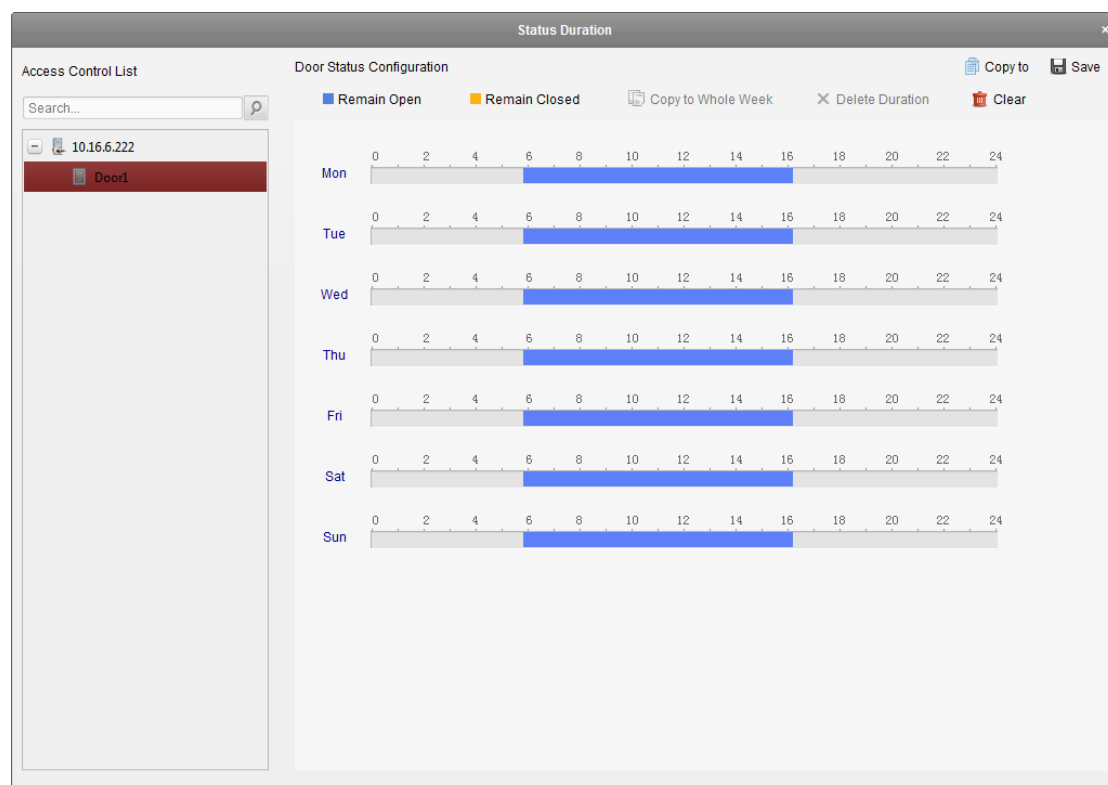 Status Duration
Access Control List
Door Status Configuration
Copy to
Save
Search...
Remain Open
Remain Closed
Copy to Whole Week
Delete Duration
Clear
10.16.6.222
Door1
0 2 4 6 8 10 12 14 16 18 20 22 24
Mon
0 2 4 6 8 10 12 14 16 18 20 22 24
Tue
0 2 4 6 8 10 12 14 16 18 20 22 24
Wed
0 2 4 6 8 10 12 14 16 18 20 22 24
Thu
0 2 4 6 8 10 12 14 16 18 20 22 24
Fri
0 2 4 6 8 10 12 14 16 18 20 22 24
Sat
0 2 4 6 8 10 12 14 16 18 20 22 24
Sun